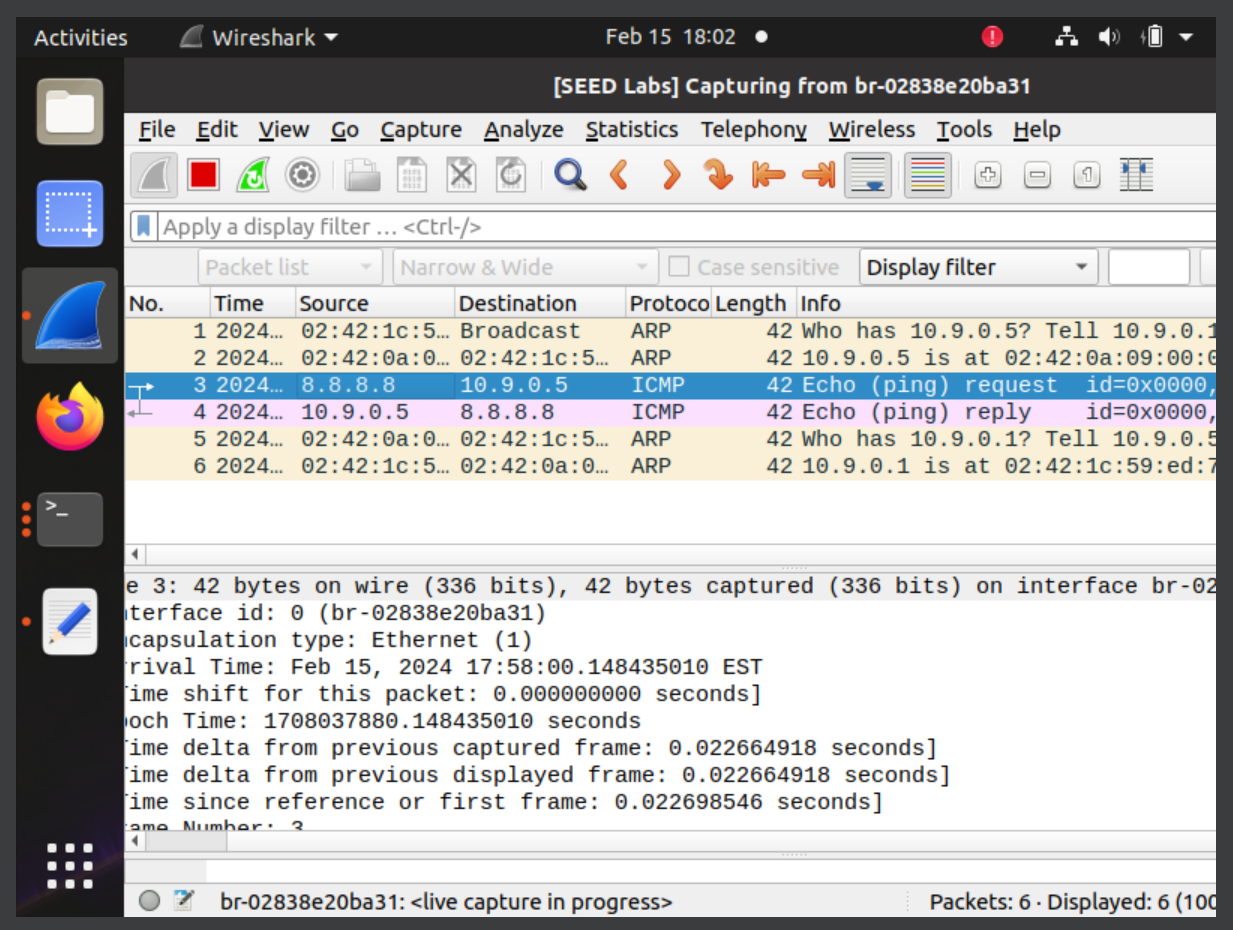 Activities Wireshark Feb 15 18:02
[SEED Labs] Capturing from br-02838e20ba31
File Edit View Go Capture Analyze Statistics Telephony Wireless Tools Help
Apply a display filter … <Ctrl-/>
Packet list Narrow & Wide Case sensitive Display filter
No. Time Source Destination Protoco Length Info
1 2024… 02:42:1c:5… Broadcast ARP 42 Who has 10.9.0.5? Tell 10.9.0.1
2 2024… 02:42:0a:0… 02:42:1c:5… ARP 42 10.9.0.5 is at 02:42:0a:09:00:0
3 2024… 8.8.8.8 10.9.0.5 ICMP 42 Echo (ping) request id=0x0000,
4 2024… 10.9.0.5 8.8.8.8 ICMP 42 Echo (ping) reply id=0x0000,
5 2024… 02:42:0a:0… 02:42:1c:5… ARP 42 Who has 10.9.0.1? Tell 10.9.0.5
6 2024… 02:42:1c:5… 02:42:0a:0… ARP 42 10.9.0.1 is at 02:42:1c:59:ed:7
e 3: 42 bytes on wire (336 bits), 42 bytes captured (336 bits) on interface br-02
nterface id: 0 (br-02838e20ba31)
ncapsulation type: Ethernet (1)
rrival Time: Feb 15, 2024 17:58:00.148435010 EST
Time shift for this packet: 0.000000000 seconds]
poch Time: 1708037880.148435010 seconds
Time delta from previous captured frame: 0.022664918 seconds]
Time delta from previous displayed frame: 0.022664918 seconds]
Time since reference or first frame: 0.022698546 seconds]
rame Number: 3
br-02838e20ba31: <live capture in progress> Packets: 6 · Displayed: 6 (100